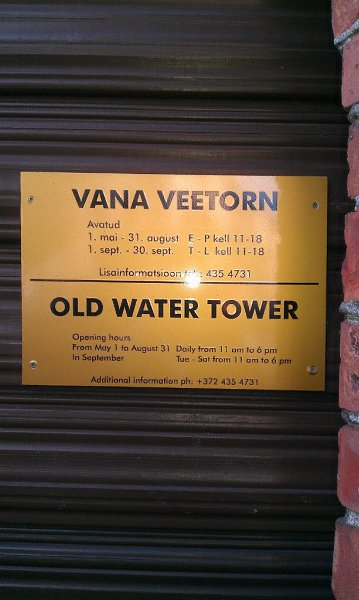 VANA VEETORN
Avatud
1. mai - 31. august E - P kell 11-18
1. sept. - 30. sept. T - L kell 11-18
Lisainformatsioon tel.: 435 4731
OLD WATER TOWER
Opening hours
From May 1 to August 31 Daily from 11 am to 6 pm
In September Tue - Sat from 11 am to 6 pm
Additional information ph: +372 435 4731